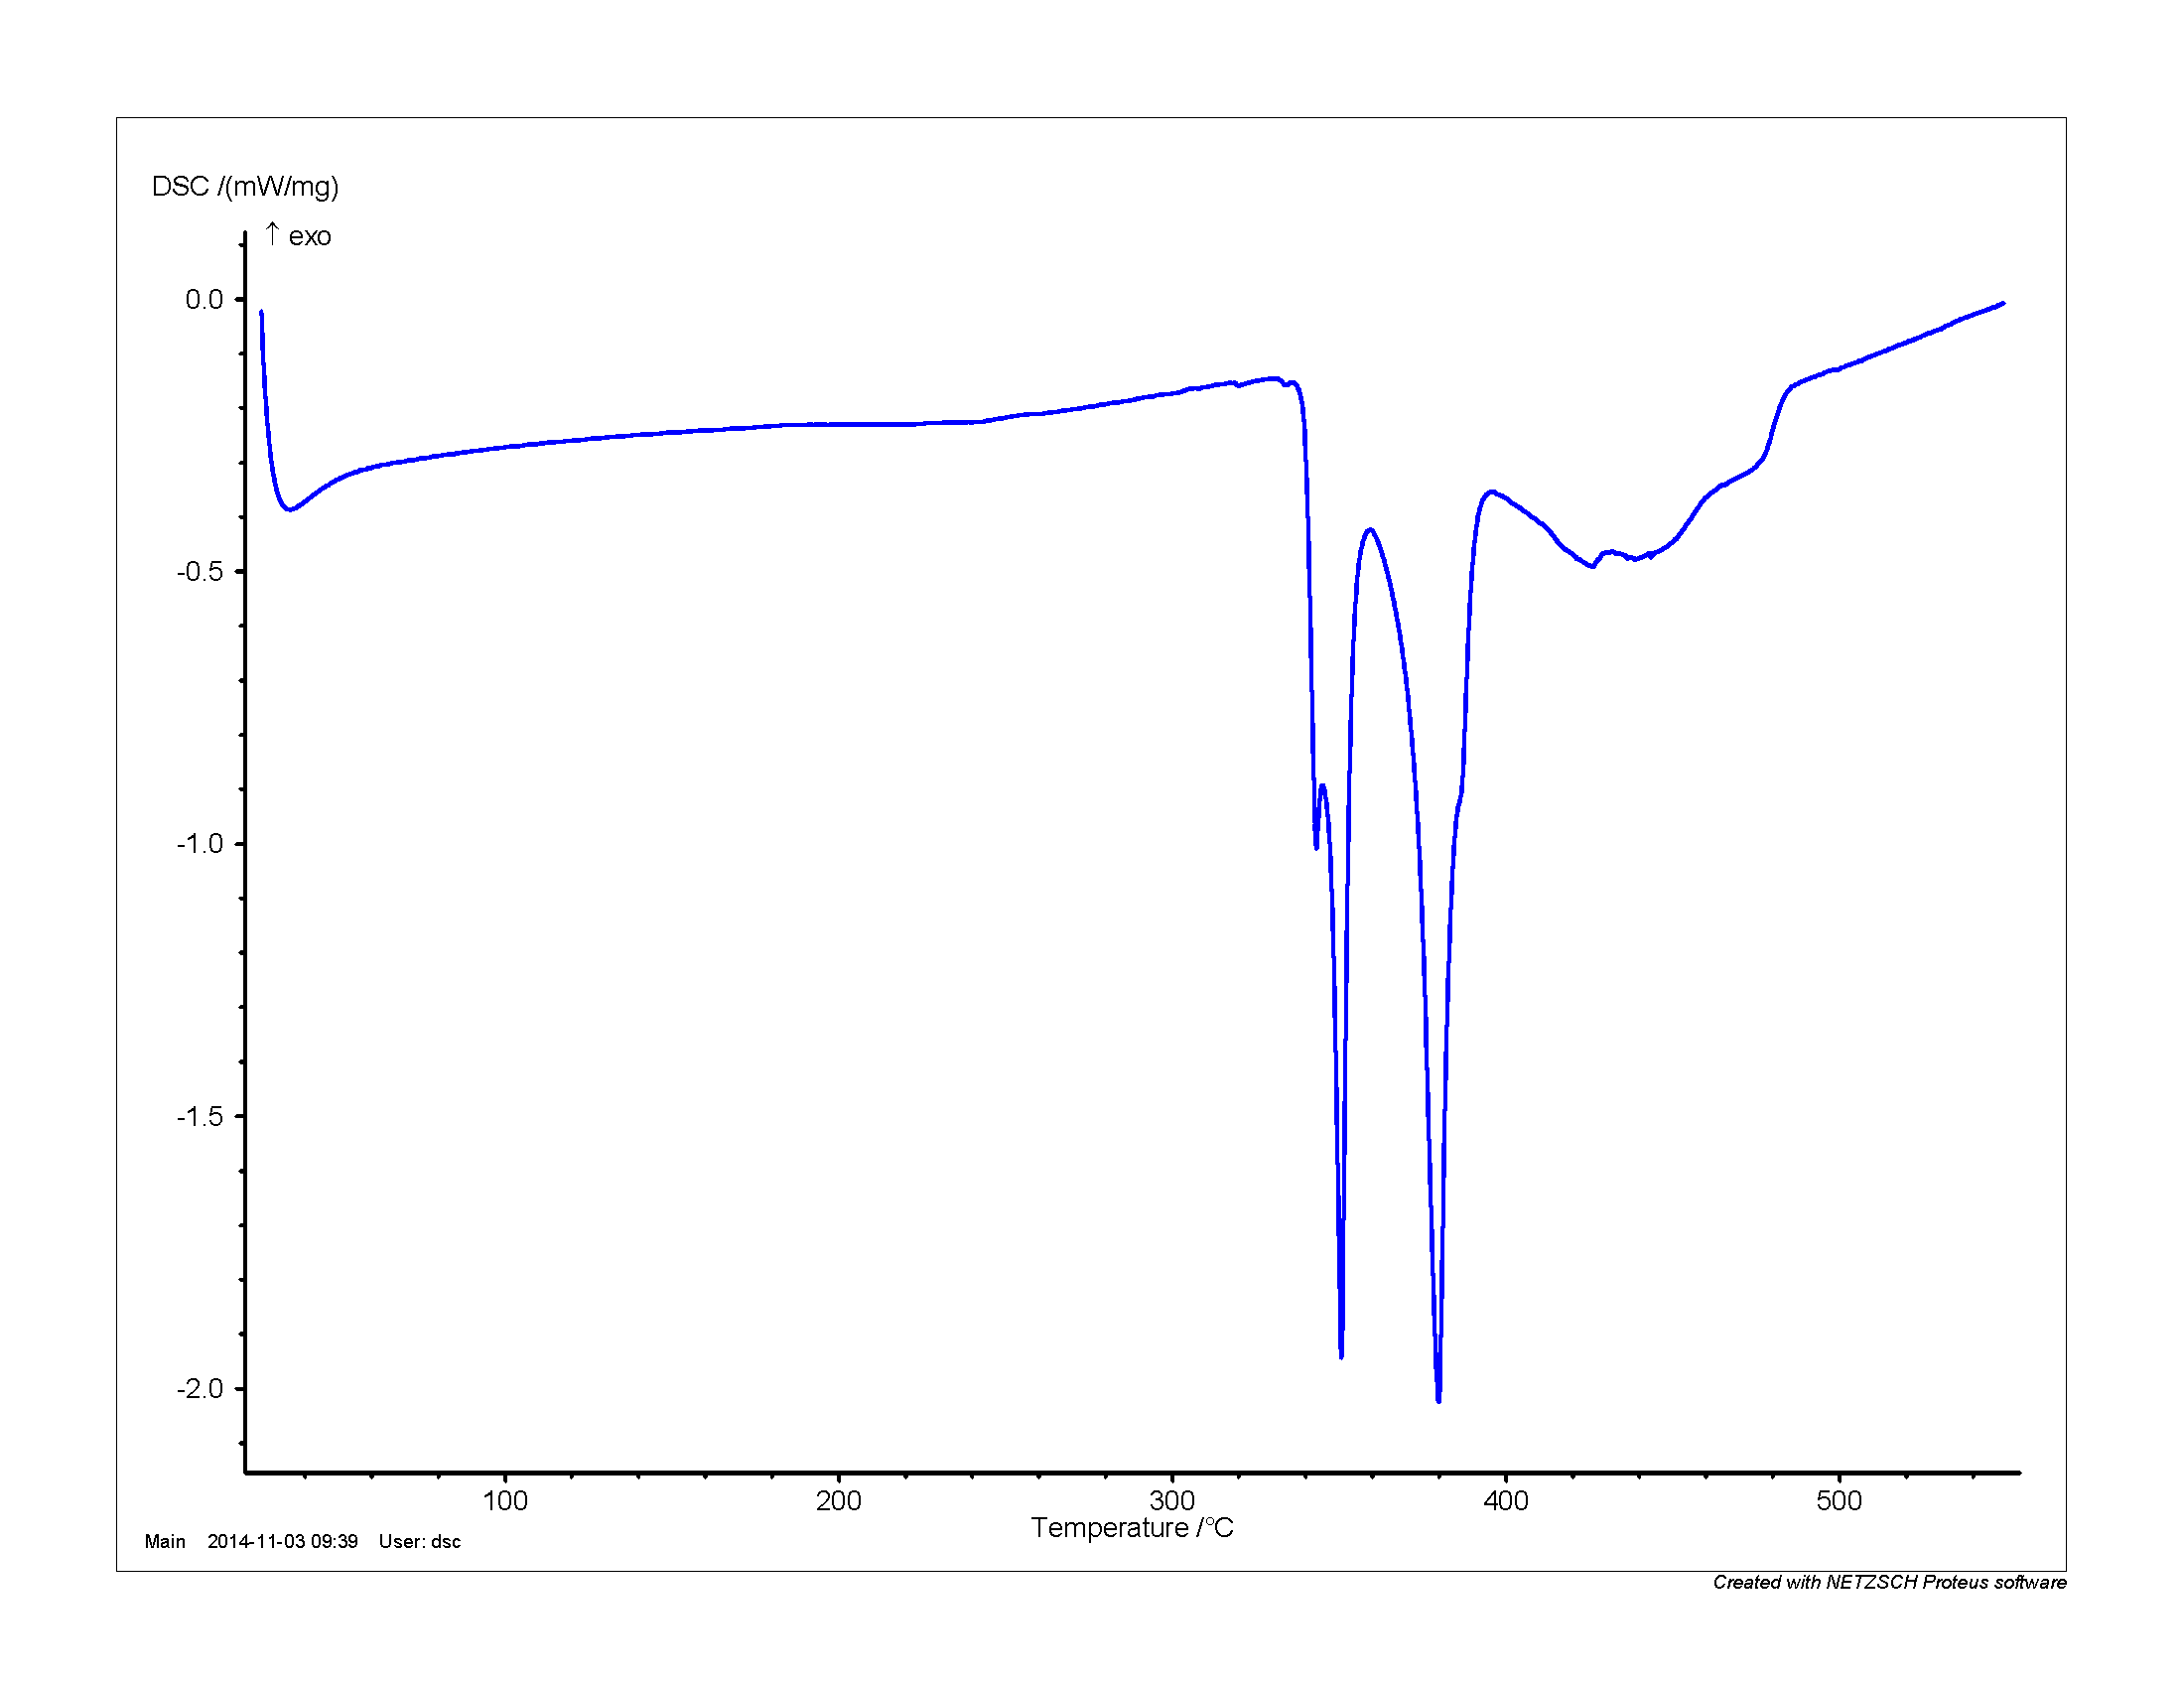 DSC /(mW/mg)
↑ exo
0.0
-0.5
-1.0
-1.5
-2.0
100 200 300 400 500
Temperature /°C
Main 2014-11-03 09:39 User: dsc
Created with NETZSCH Proteus software